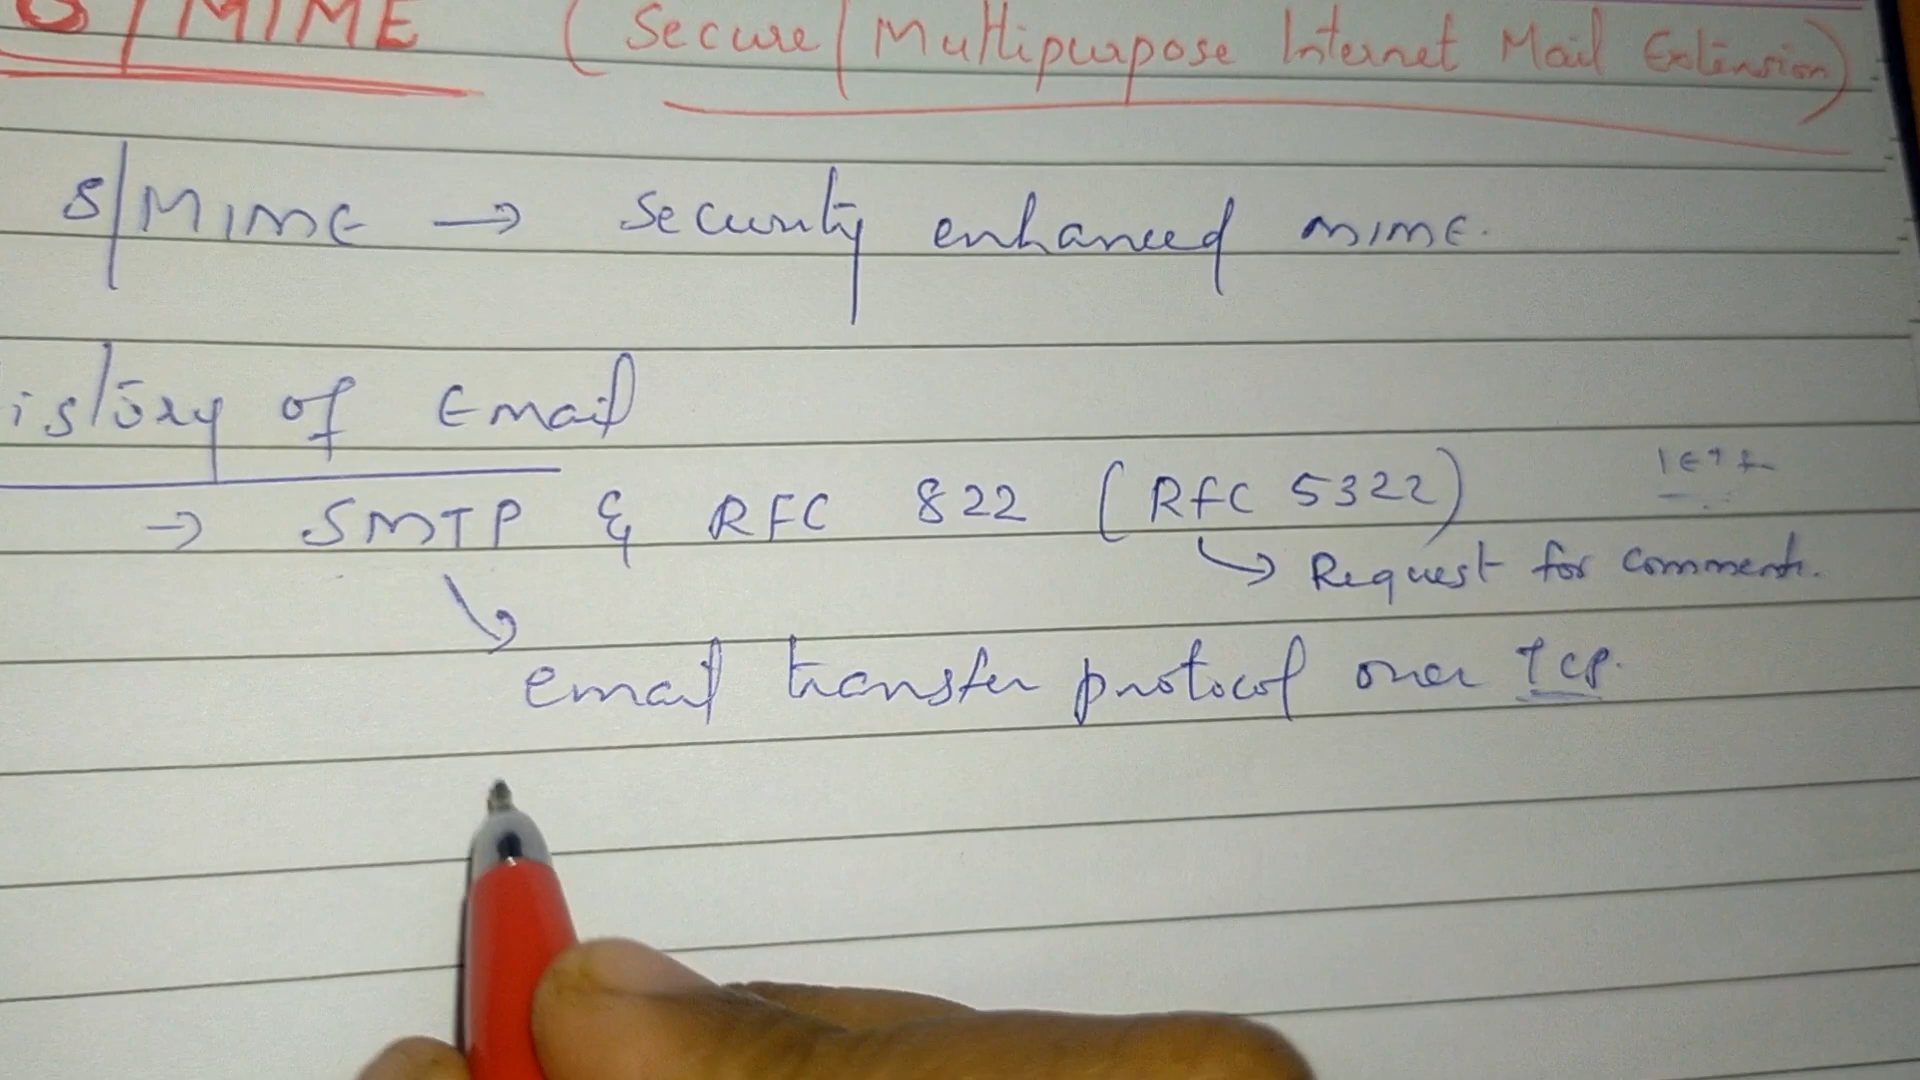 S/MIME (Secure/Multipurpose Internet Mail Extension)
S/MIME → Security enhanced MIME.
istory of Email
→ SMTP & RFC 822 (RFC 5322)
IETF
↳ Request for comments.
↘ email transfer protocol over TCP.